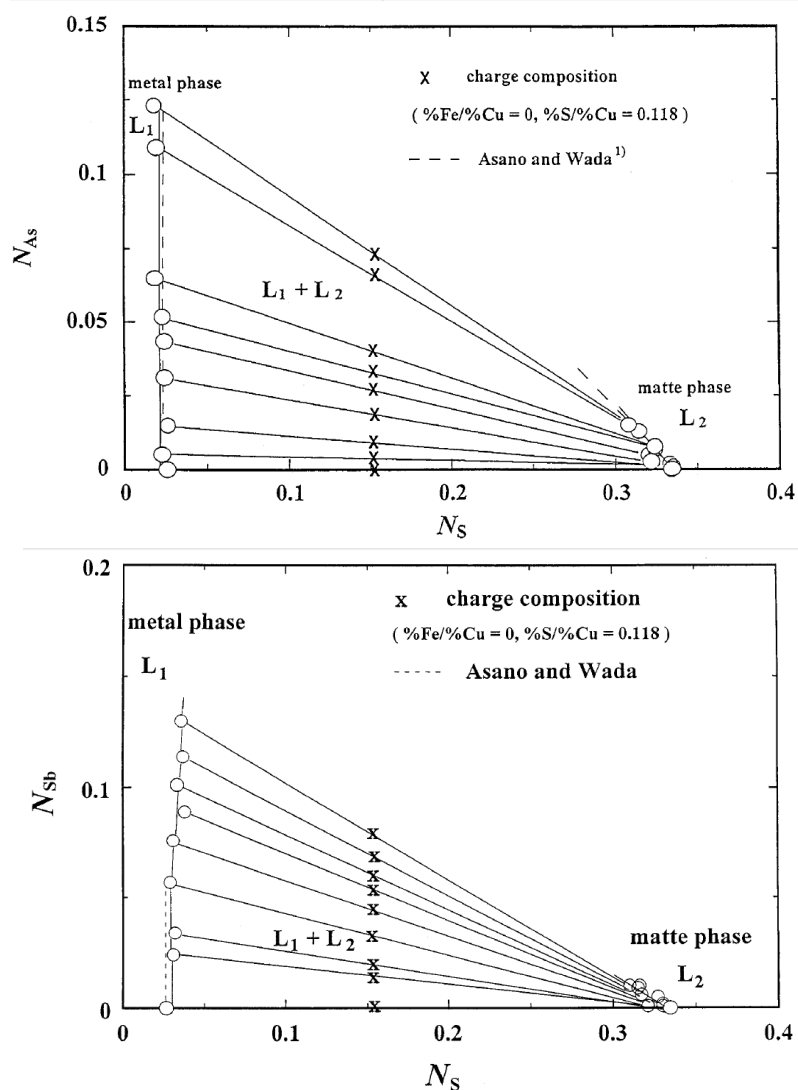 0.15
metal phase
L1
x charge composition
( %Fe/%Cu = 0, %S/%Cu = 0.118 )
Asano and Wada1)
0.1
NAs
L1 + L2
0.05
matte phase
L2
0
0 0.1 0.2 0.3 0.4
NS
0.2
metal phase
L1
x charge composition
( %Fe/%Cu = 0, %S/%Cu = 0.118 )
Asano and Wada
NSb
0.1
L1 + L2
matte phase
L2
0
0 0.1 0.2 0.3 0.4
NS